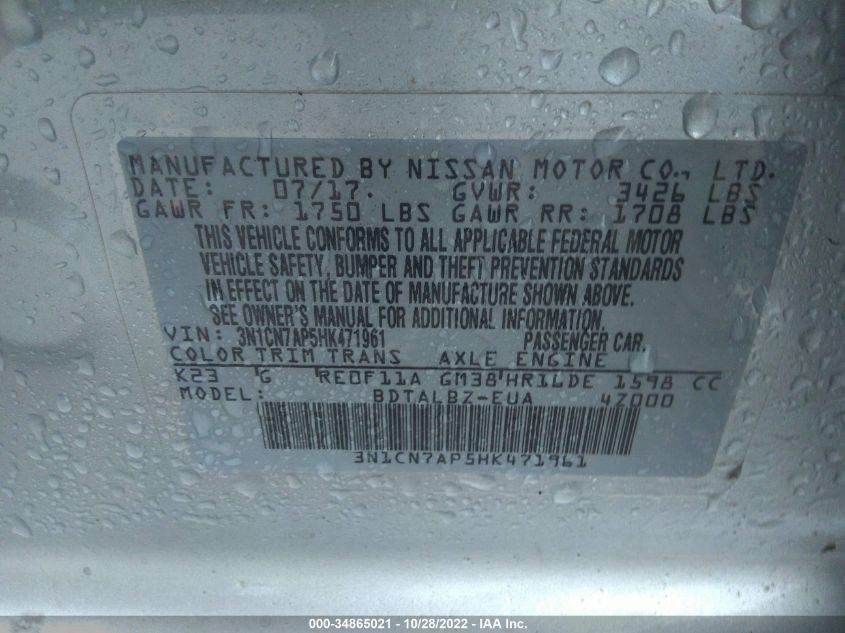 MANUFACTURED BY NISSAN MOTOR CO., LTD.
DATE: 07/17. GVWR: 3426 LBS
GAWR FR: 1750 LBS GAWR RR: 1708 LBS
THIS VEHICLE CONFORMS TO ALL APPLICABLE FEDERAL MOTOR
VEHICLE SAFETY, BUMPER AND THEFT PREVENTION STANDARDS
IN EFFECT ON THE DATE OF MANUFACTURE SHOWN ABOVE.
SEE OWNER'S MANUAL FOR ADDITIONAL INFORMATION.
VIN: 3N1CN7AP5HK471961 PASSENGER CAR.
COLOR TRIM TRANS AXLE ENGINE
K23 G RE0F11A GM38 HR16DE 1598 CC
MODEL: BDTALBZ-EUA 4Z000
3N1CN7AP5HK471961
000-34865021 - 10/28/2022 - IAA Inc.